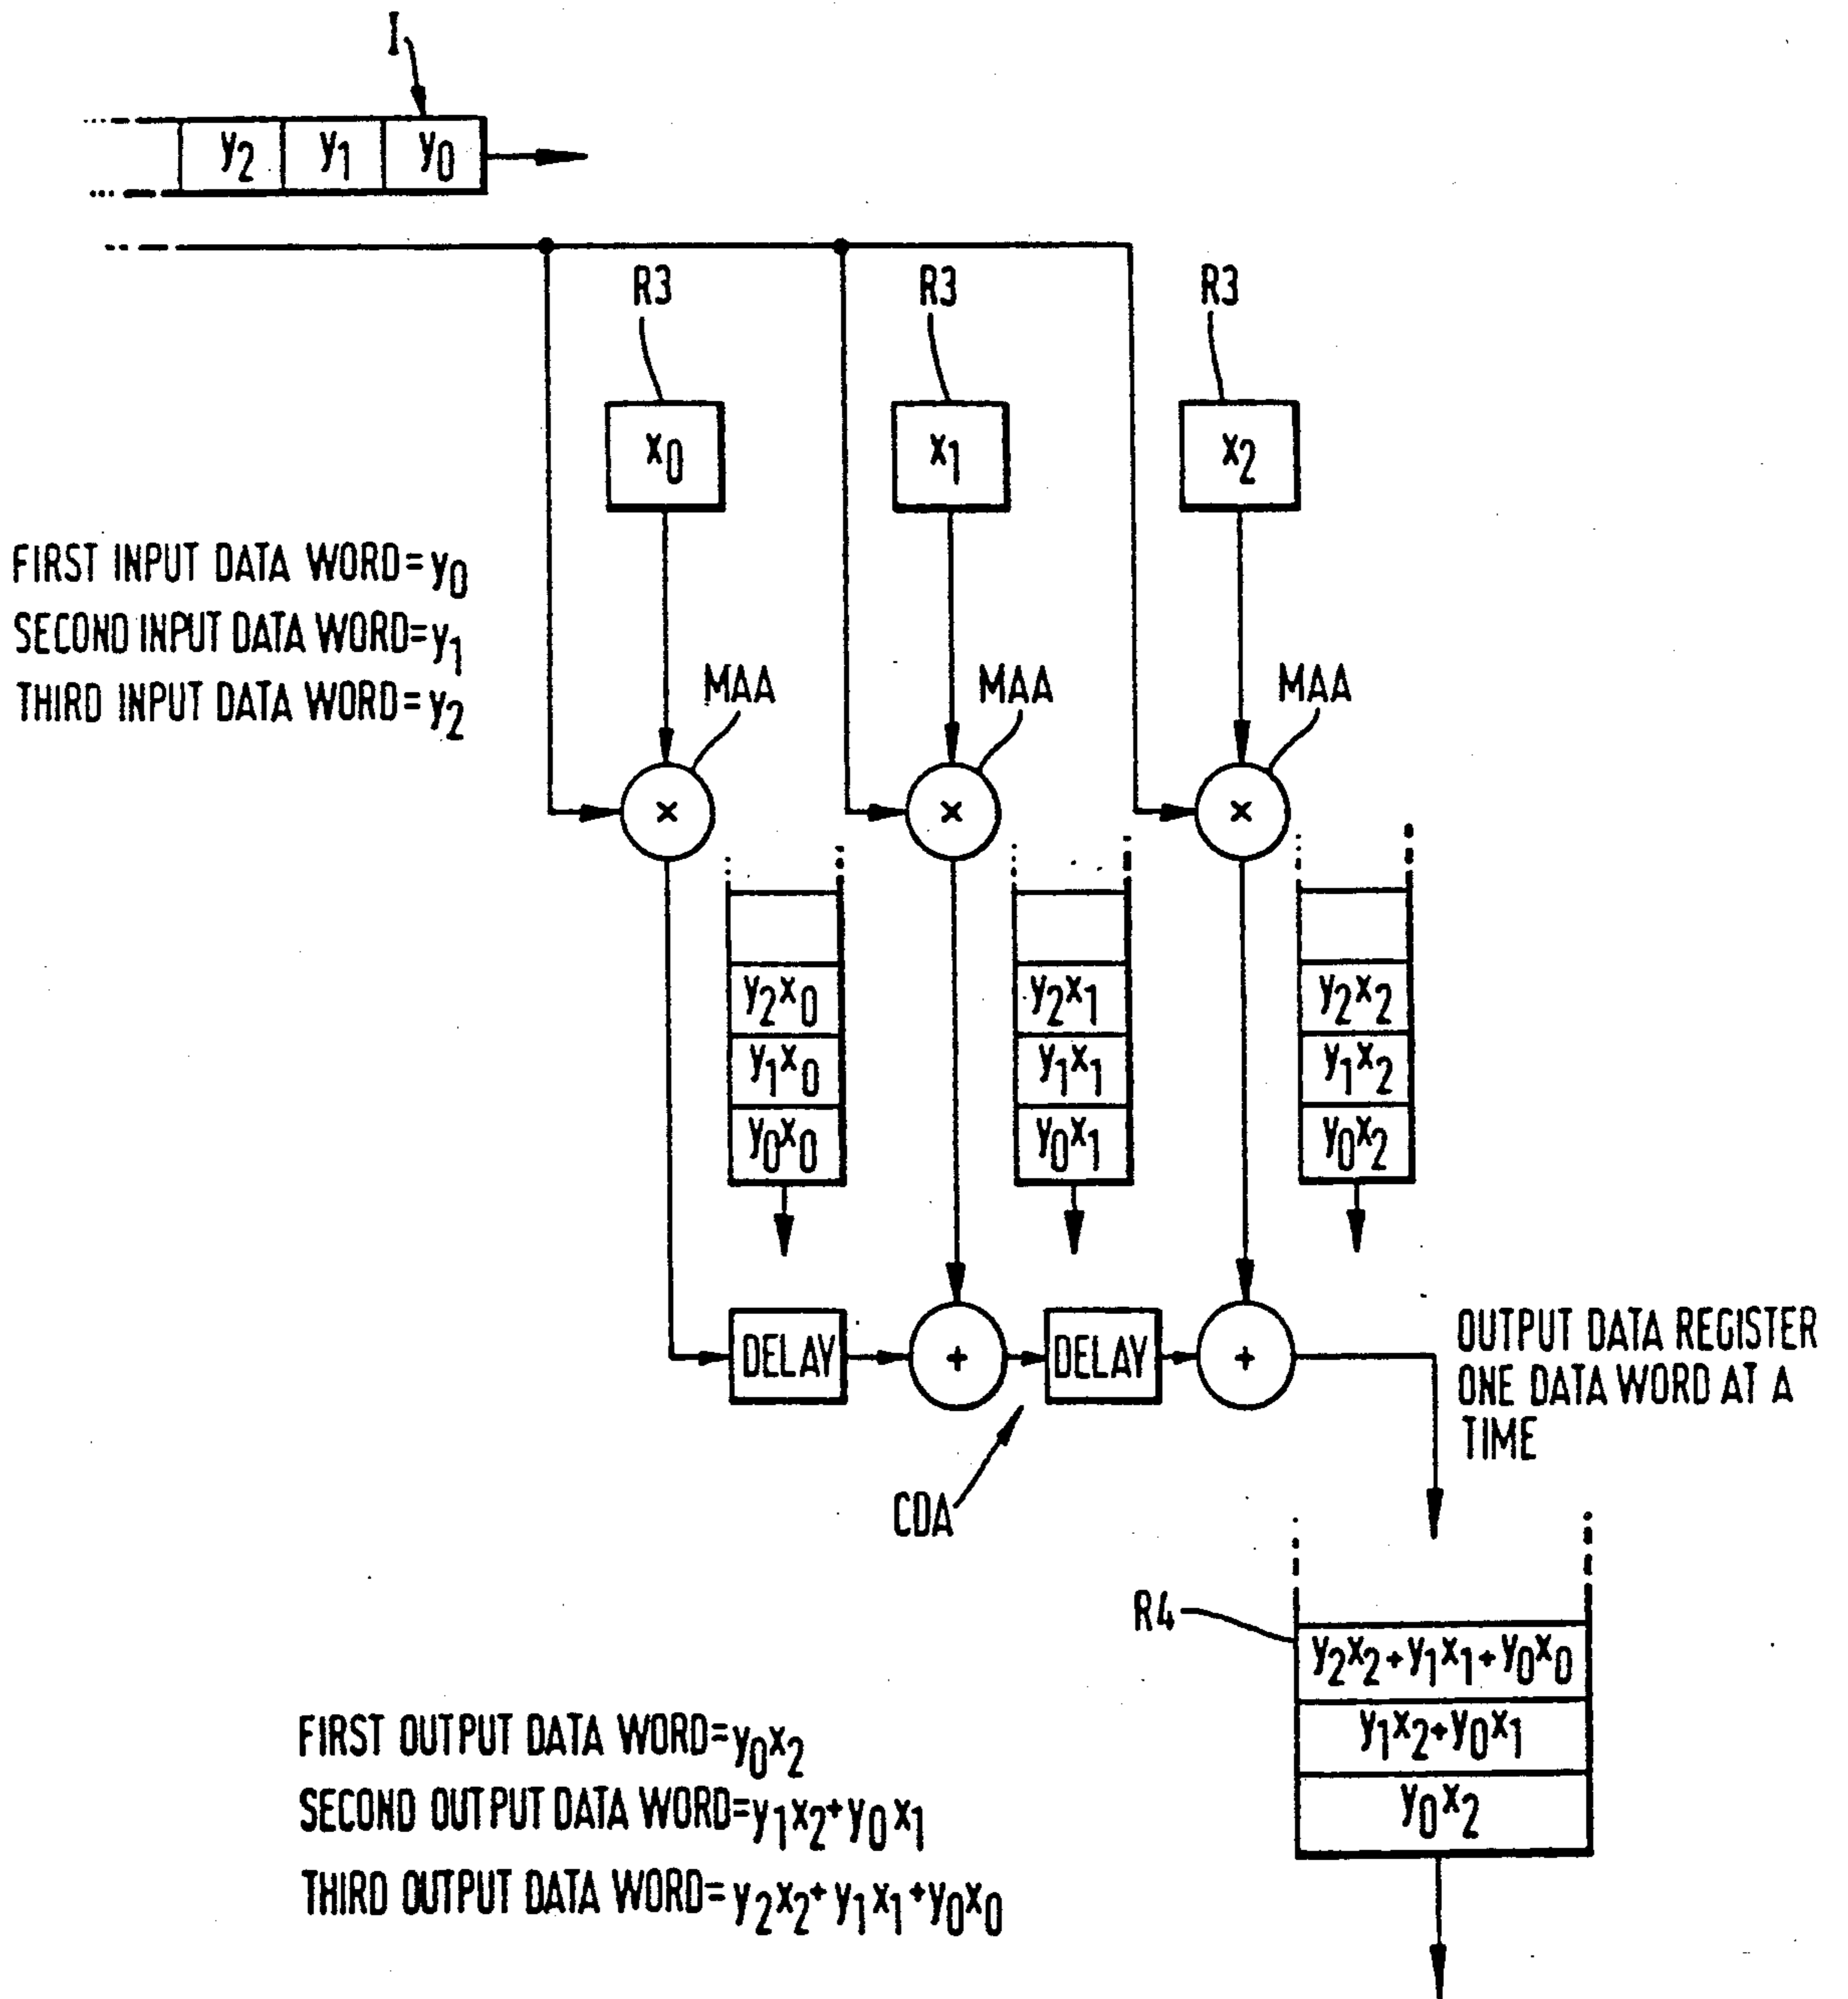 I
y₂ y₁ y₀
R3 R3 R3
x₀ x₁ x₂
FIRST INPUT DATA WORD=y₀
SECOND INPUT DATA WORD=y₁
THIRD INPUT DATA WORD=y₂
MAA MAA MAA
× × ×
y₂x₀ y₂x₁ y₂x₂
y₁x₀ y₁x₁ y₁x₂
y₀x₀ y₀x₁ y₀x₂
DELAY + DELAY +
OUTPUT DATA REGISTER
ONE DATA WORD AT A
TIME
CDA
R4
y₂x₂+y₁x₁+y₀x₀
y₁x₂+y₀x₁
y₀x₂
FIRST OUTPUT DATA WORD=y₀x₂
SECOND OUTPUT DATA WORD=y₁x₂+y₀x₁
THIRD OUTPUT DATA WORD=y₂x₂+y₁x₁+y₀x₀